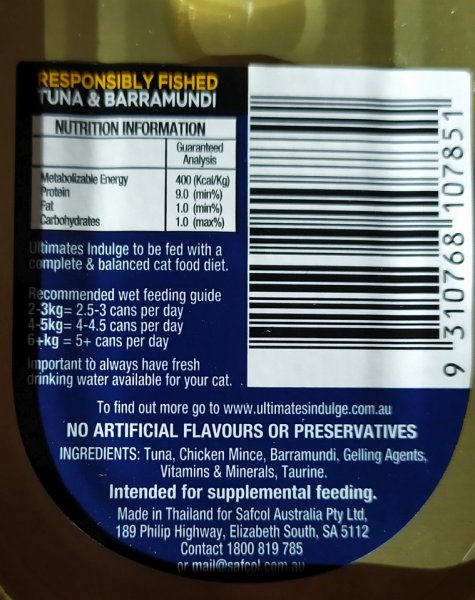 RESPONSIBLY FISHED
TUNA & BARRAMUNDI
NUTRITION INFORMATION
Guaranteed
Analysis
Metabolizable Energy 400 (Kcal/Kg)
Protein 9.0 (min%)
Fat 1.0 (min%)
Carbohydrates 1.0 (max%)
Ultimates Indulge to be fed with a
complete & balanced cat food diet.
Recommended wet feeding guide
2-3kg= 2.5-3 cans per day
4-5kg= 4-4.5 cans per day
6+kg = 5+ cans per day
Important to always have fresh
drinking water available for your cat.
9 310768 107851
To find out more go to www.ultimatesindulge.com.au
NO ARTIFICIAL FLAVOURS OR PRESERVATIVES
INGREDIENTS: Tuna, Chicken Mince, Barramundi, Gelling Agents,
Vitamins & Minerals, Taurine.
Intended for supplemental feeding.
Made in Thailand for Safcol Australia Pty Ltd,
189 Philip Highway, Elizabeth South, SA 5112
Contact 1800 819 785
or mail@safcol.com.au